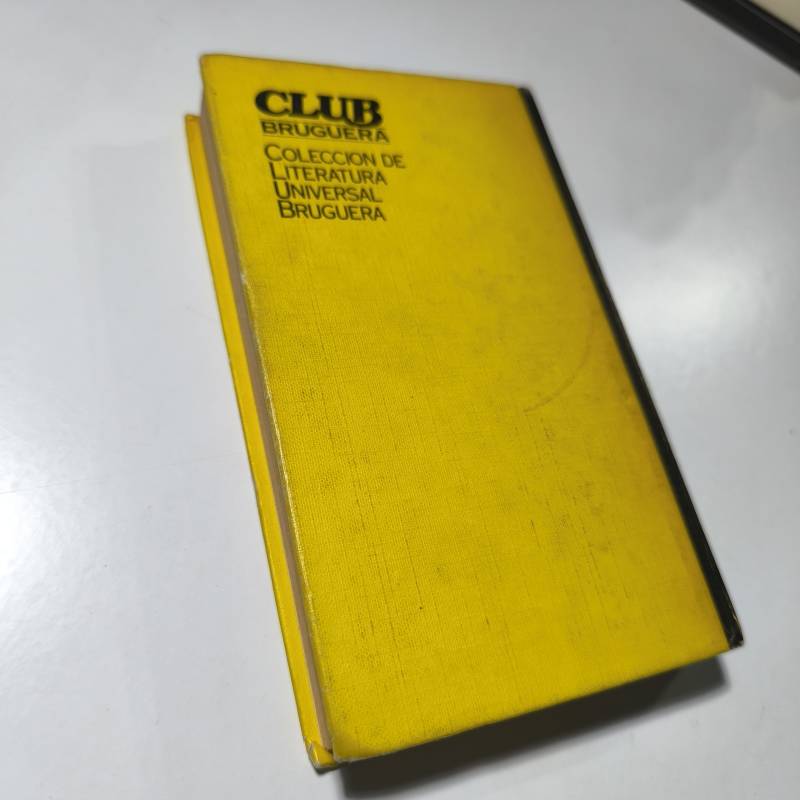 CLUB
BRUGUERA
COLECCION DE
LITERATURA
UNIVERSAL
BRUGUERA